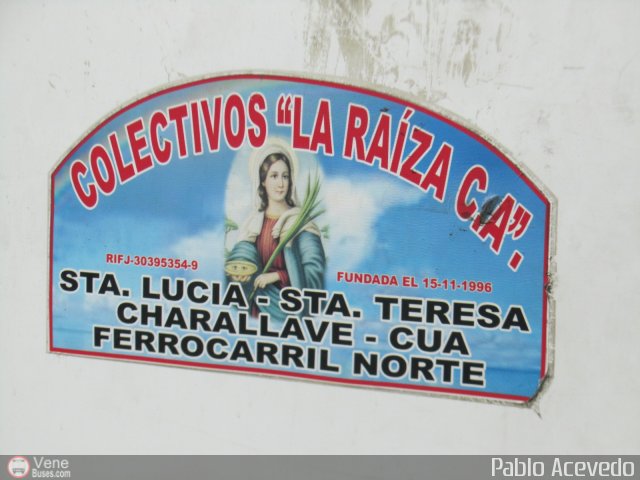 COLECTIVOS "LA RAÍZA C.A".
RIFJ-30395354-9
FUNDADA EL 15-11-1996
STA. LUCIA - STA. TERESA
CHARALLAVE - CUA
FERROCARRIL NORTE
Vene
Buses.com
Pablo Acevedo